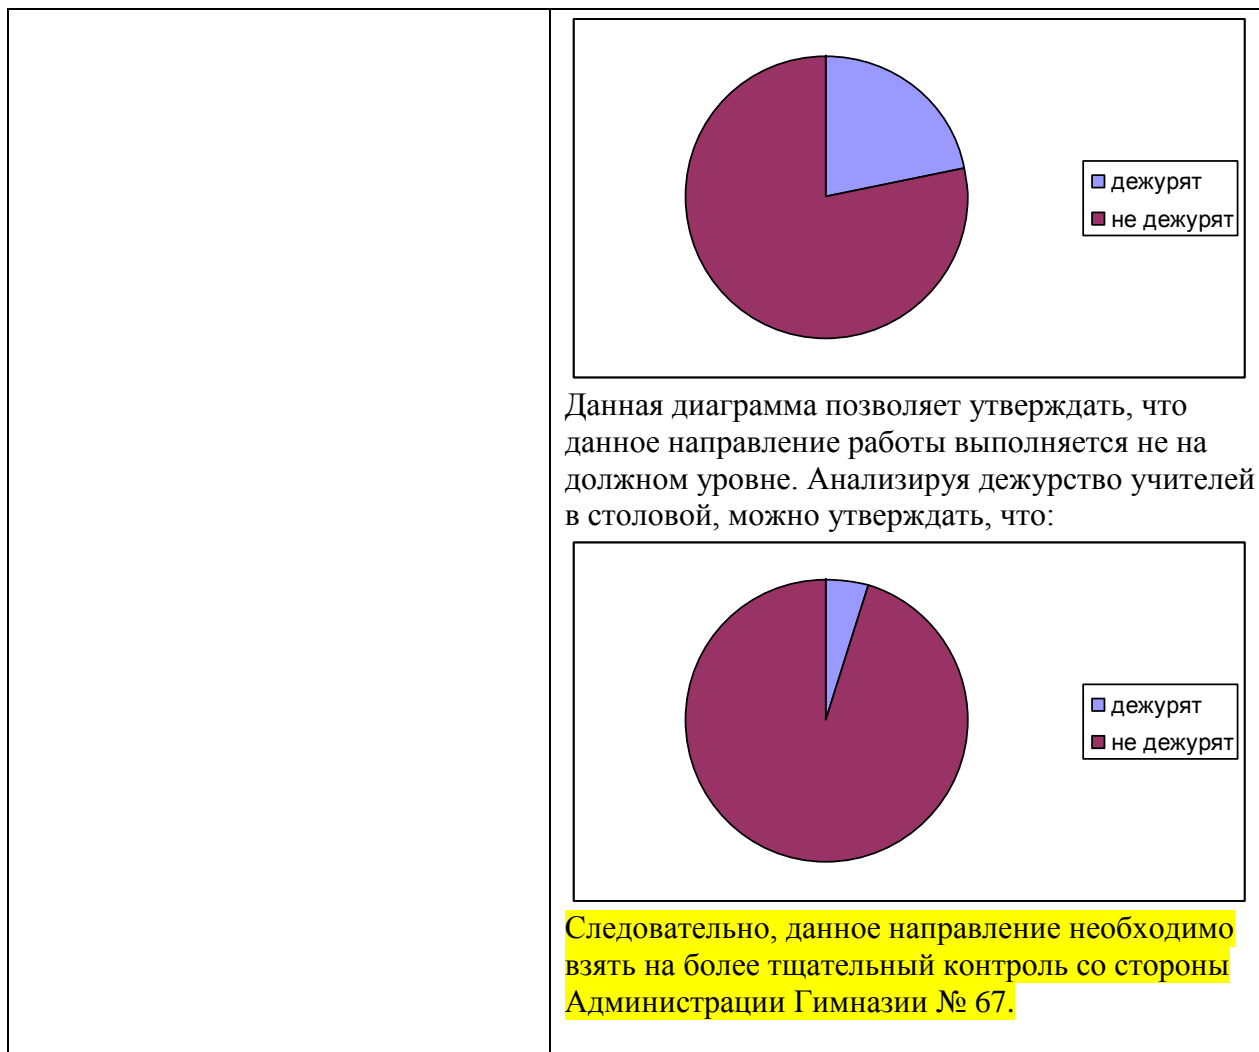 дежурят
не дежурят
Данная диаграмма позволяет утверждать, что
данное направление работы выполняется не на
должном уровне. Анализируя дежурство учителей
в столовой, можно утверждать, что:
дежурят
не дежурят
Следовательно, данное направление необходимо
взять на более тщательный контроль со стороны
Администрации Гимназии № 67.